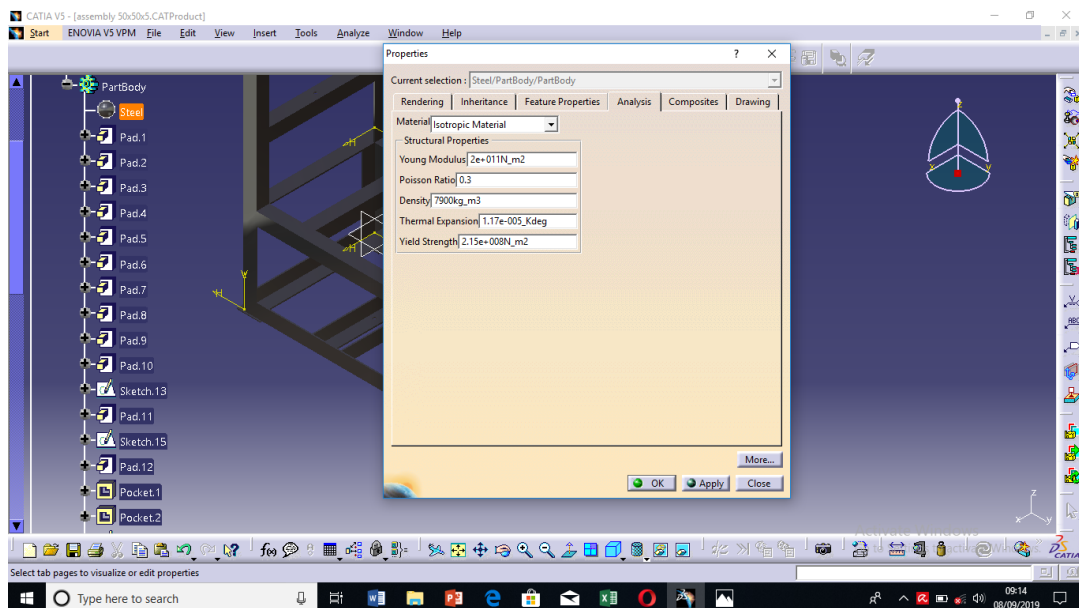 CATIA V5 - [assembly 50x50x5.CATProduct]
Start ENOVIA V5 VPM File Edit View Insert Tools Analyze Window Help
Properties ? ×
Current selection : Steel/PartBody/PartBody
Rendering Inheritance Feature Properties Analysis Composites Drawing
Material Isotropic Material
Structural Properties
Young Modulus 2e+011N_m2
Poisson Ratio 0.3
Density 7900kg_m3
Thermal Expansion 1.17e-005_Kdeg
Yield Strength 2.15e+008N_m2
More...
OK Apply Close
PartBody
Steel
Pad.1
Pad.2
Pad.3
Pad.4
Pad.5
Pad.6
Pad.7
Pad.8
Pad.9
Pad.10
Sketch.13
Pad.11
Sketch.15
Pad.12
Pocket.1
Pocket.2
H
H
V
H
x y
z
x y
ABC
f(x)
CATIA
Select tab pages to visualize or edit properties
Type here to search
09:14
08/09/2019